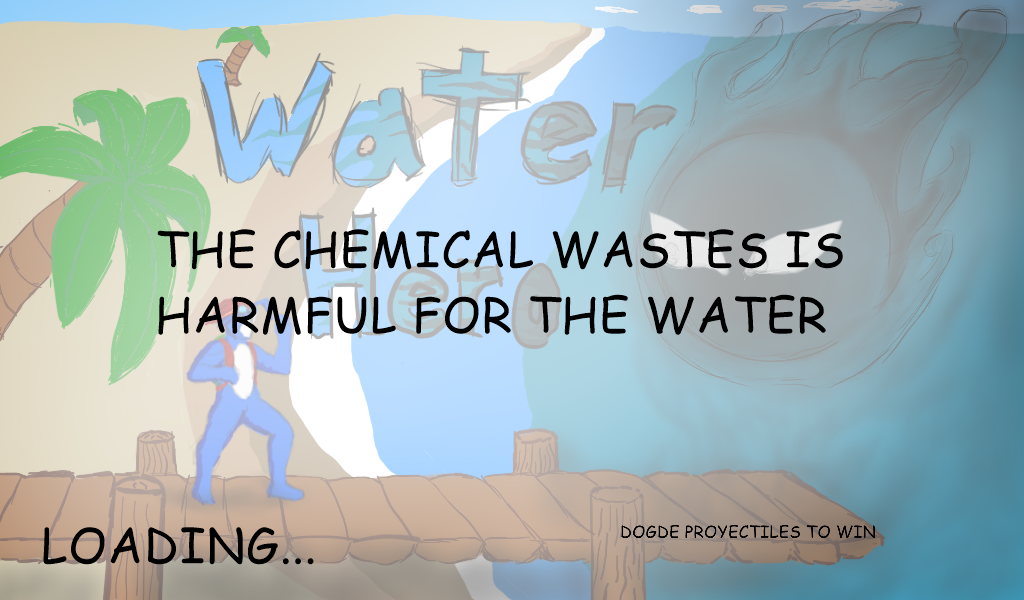 Water
Hero
THE CHEMICAL WASTES IS
HARMFUL FOR THE WATER
LOADING...
DOGDE PROYECTILES TO WIN